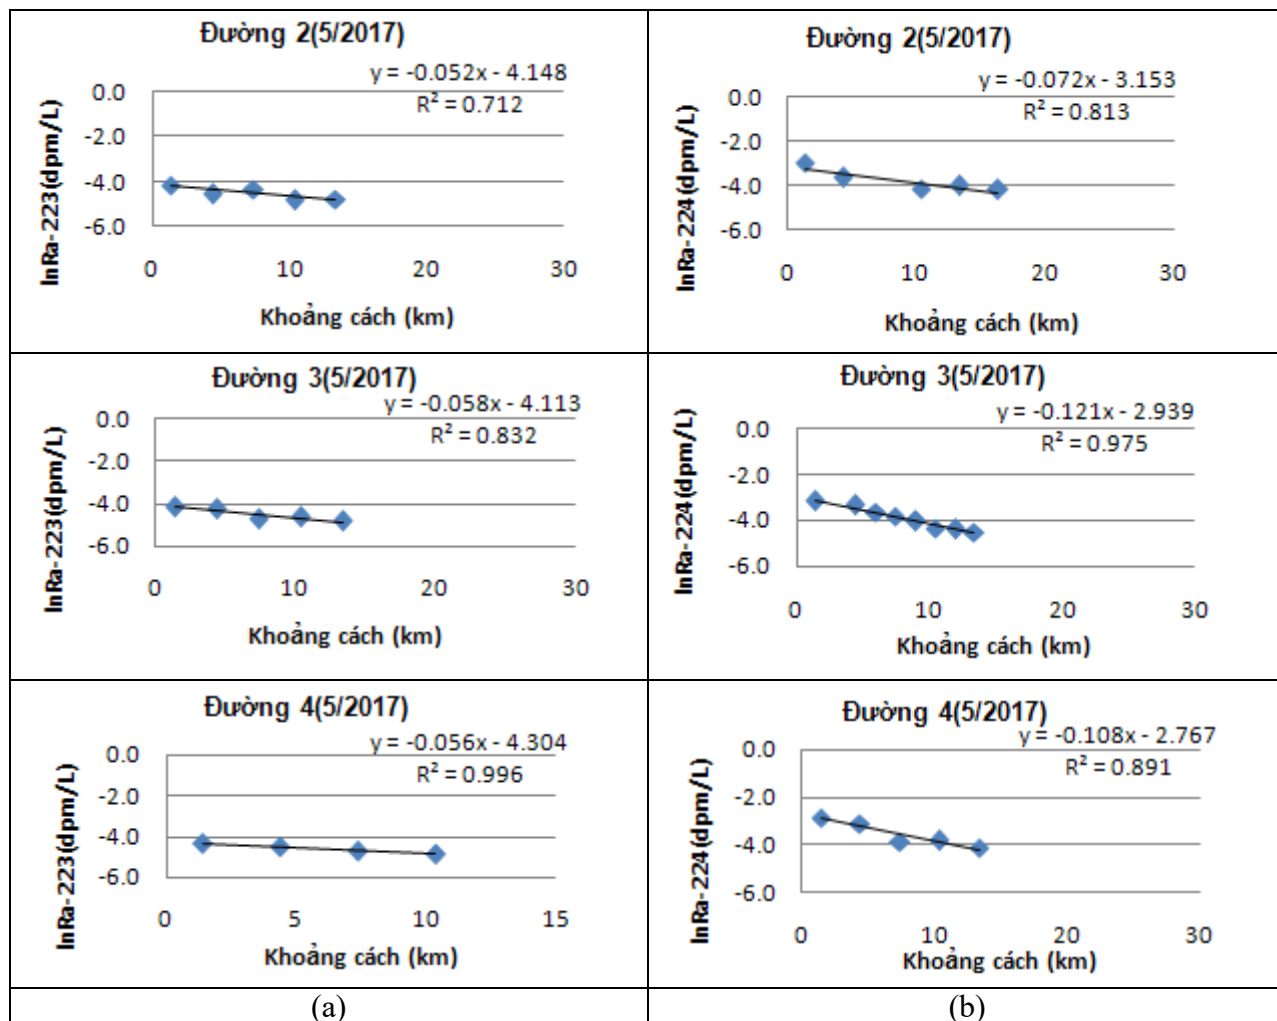 Đường 2(5/2017)
y = -0.052x - 4.148
R² = 0.712
0.0
-2.0
-4.0
-6.0
0 10 20 30
lnRa-223(dpm/L)
Khoảng cách (km)
Đường 2(5/2017)
y = -0.072x - 3.153
R² = 0.813
0.0
-2.0
-4.0
-6.0
0 10 20 30
lnRa-224(dpm/L)
Khoảng cách (km)
Đường 3(5/2017)
y = -0.058x - 4.113
R² = 0.832
0.0
-2.0
-4.0
-6.0
0 10 20 30
lnRa-223(dpm/L)
Khoảng cách (km)
Đường 3(5/2017)
y = -0.121x - 2.939
R² = 0.975
0.0
-2.0
-4.0
-6.0
0 10 20 30
lnRa-224(dpm/L)
Khoảng cách (km)
Đường 4(5/2017)
y = -0.056x - 4.304
R² = 0.996
0.0
-2.0
-4.0
-6.0
0 5 10 15
lnRa-223(dpm/L)
Khoảng cách (km)
Đường 4(5/2017)
y = -0.108x - 2.767
R² = 0.891
0.0
-2.0
-4.0
-6.0
0 10 20 30
lnRa-224(dpm/L)
Khoảng cách (km)
(a)
(b)